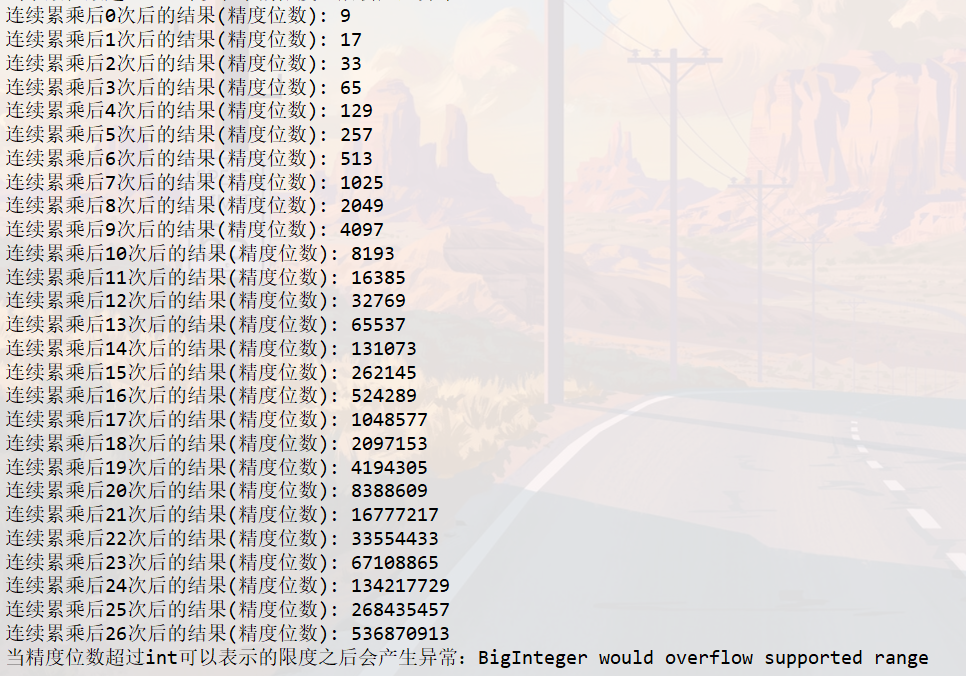 连续累乘后0次后的结果(精度位数): 9
连续累乘后1次后的结果(精度位数): 17
连续累乘后2次后的结果(精度位数): 33
连续累乘后3次后的结果(精度位数): 65
连续累乘后4次后的结果(精度位数): 129
连续累乘后5次后的结果(精度位数): 257
连续累乘后6次后的结果(精度位数): 513
连续累乘后7次后的结果(精度位数): 1025
连续累乘后8次后的结果(精度位数): 2049
连续累乘后9次后的结果(精度位数): 4097
连续累乘后10次后的结果(精度位数): 8193
连续累乘后11次后的结果(精度位数): 16385
连续累乘后12次后的结果(精度位数): 32769
连续累乘后13次后的结果(精度位数): 65537
连续累乘后14次后的结果(精度位数): 131073
连续累乘后15次后的结果(精度位数): 262145
连续累乘后16次后的结果(精度位数): 524289
连续累乘后17次后的结果(精度位数): 1048577
连续累乘后18次后的结果(精度位数): 2097153
连续累乘后19次后的结果(精度位数): 4194305
连续累乘后20次后的结果(精度位数): 8388609
连续累乘后21次后的结果(精度位数): 16777217
连续累乘后22次后的结果(精度位数): 33554433
连续累乘后23次后的结果(精度位数): 67108865
连续累乘后24次后的结果(精度位数): 134217729
连续累乘后25次后的结果(精度位数): 268435457
连续累乘后26次后的结果(精度位数): 536870913
当精度位数超过int可以表示的限度之后会产生异常：BigInteger would overflow supported range